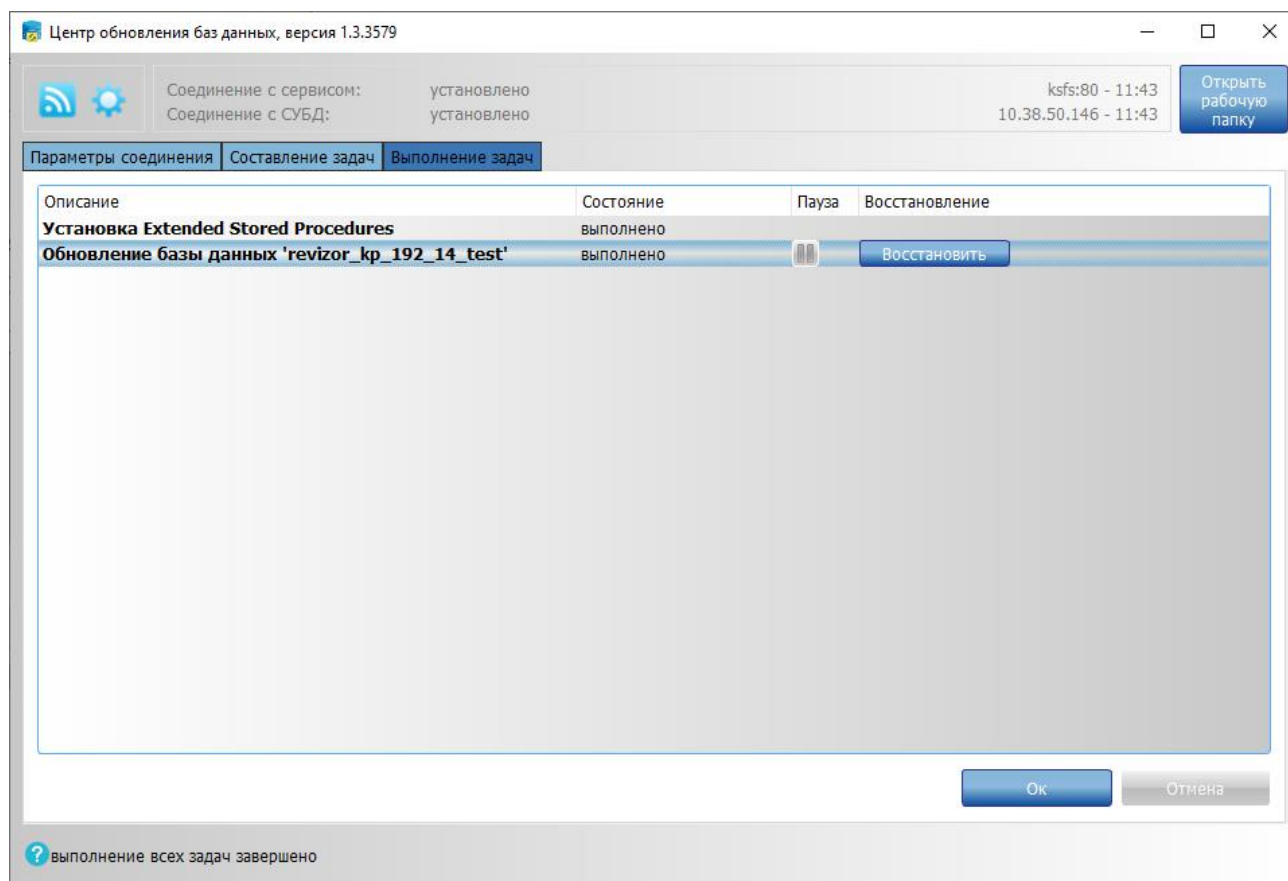 Центр обновления баз данных, версия 1.3.3579
Соединение с сервисом: установлено ksfs:80 - 11:43
Соединение с СУБД: установлено 10.38.50.146 - 11:43
Открыть
рабочую
папку
Параметры соединения Составление задач Выполнение задач
Описание Состояние Пауза Восстановление
Установка Extended Stored Procedures выполнено
Обновление базы данных 'revizor_kp_192_14_test' выполнено Восстановить
Ок Отмена
выполнение всех задач завершено